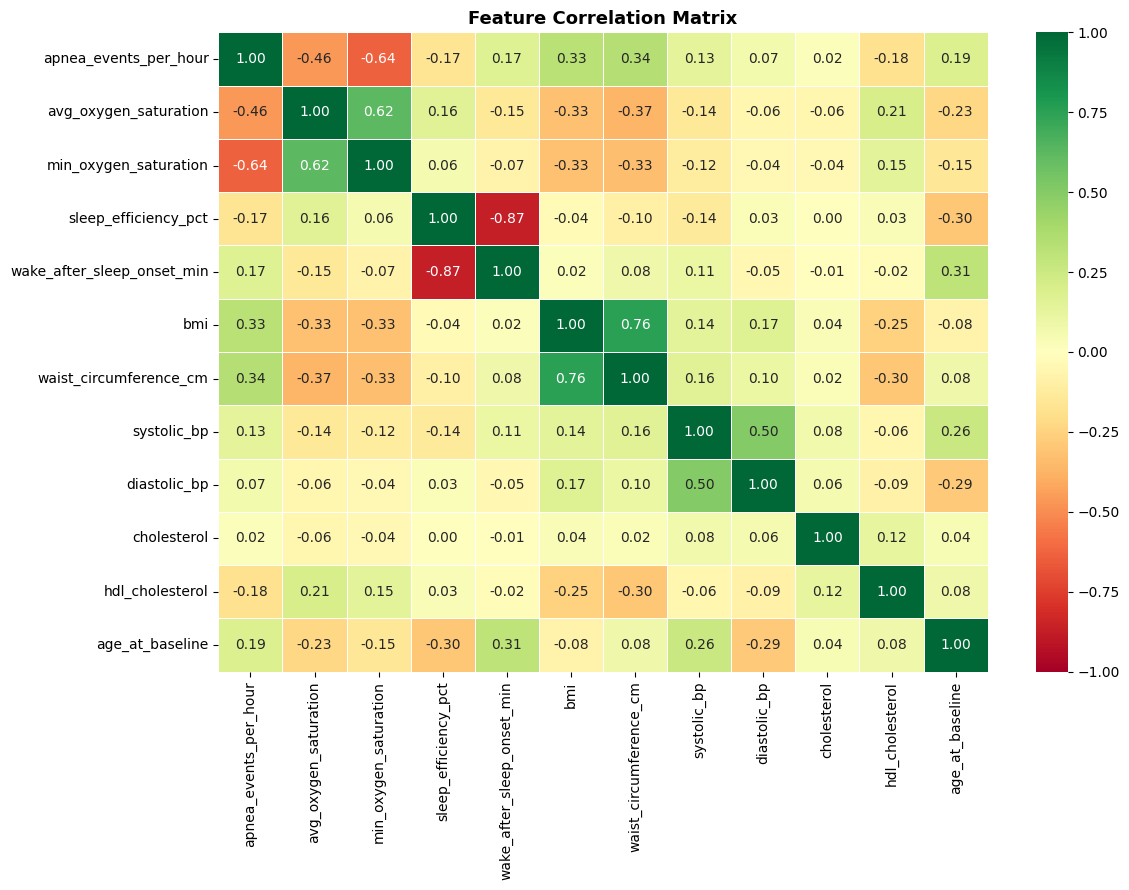 Feature Correlation Matrix
apnea_events_per_hour 1.00 -0.46 -0.64 -0.17 0.17 0.33 0.34 0.13 0.07 0.02 -0.18 0.19
avg_oxygen_saturation -0.46 1.00 0.62 0.16 -0.15 -0.33 -0.37 -0.14 -0.06 -0.06 0.21 -0.23
min_oxygen_saturation -0.64 0.62 1.00 0.06 -0.07 -0.33 -0.33 -0.12 -0.04 -0.04 0.15 -0.15
sleep_efficiency_pct -0.17 0.16 0.06 1.00 -0.87 -0.04 -0.10 -0.14 0.03 0.00 0.03 -0.30
wake_after_sleep_onset_min 0.17 -0.15 -0.07 -0.87 1.00 0.02 0.08 0.11 -0.05 -0.01 -0.02 0.31
bmi 0.33 -0.33 -0.33 -0.04 0.02 1.00 0.76 0.14 0.17 0.04 -0.25 -0.08
waist_circumference_cm 0.34 -0.37 -0.33 -0.10 0.08 0.76 1.00 0.16 0.10 0.02 -0.30 0.08
systolic_bp 0.13 -0.14 -0.12 -0.14 0.11 0.14 0.16 1.00 0.50 0.08 -0.06 0.26
diastolic_bp 0.07 -0.06 -0.04 0.03 -0.05 0.17 0.10 0.50 1.00 0.06 -0.09 -0.29
cholesterol 0.02 -0.06 -0.04 0.00 -0.01 0.04 0.02 0.08 0.06 1.00 0.12 0.04
hdl_cholesterol -0.18 0.21 0.15 0.03 -0.02 -0.25 -0.30 -0.06 -0.09 0.12 1.00 0.08
age_at_baseline 0.19 -0.23 -0.15 -0.30 0.31 -0.08 0.08 0.26 -0.29 0.04 0.08 1.00
apnea_events_per_hour
avg_oxygen_saturation
min_oxygen_saturation
sleep_efficiency_pct
wake_after_sleep_onset_min
bmi
waist_circumference_cm
systolic_bp
diastolic_bp
cholesterol
hdl_cholesterol
age_at_baseline
1.00
0.75
0.50
0.25
0.00
−0.25
−0.50
−0.75
−1.00